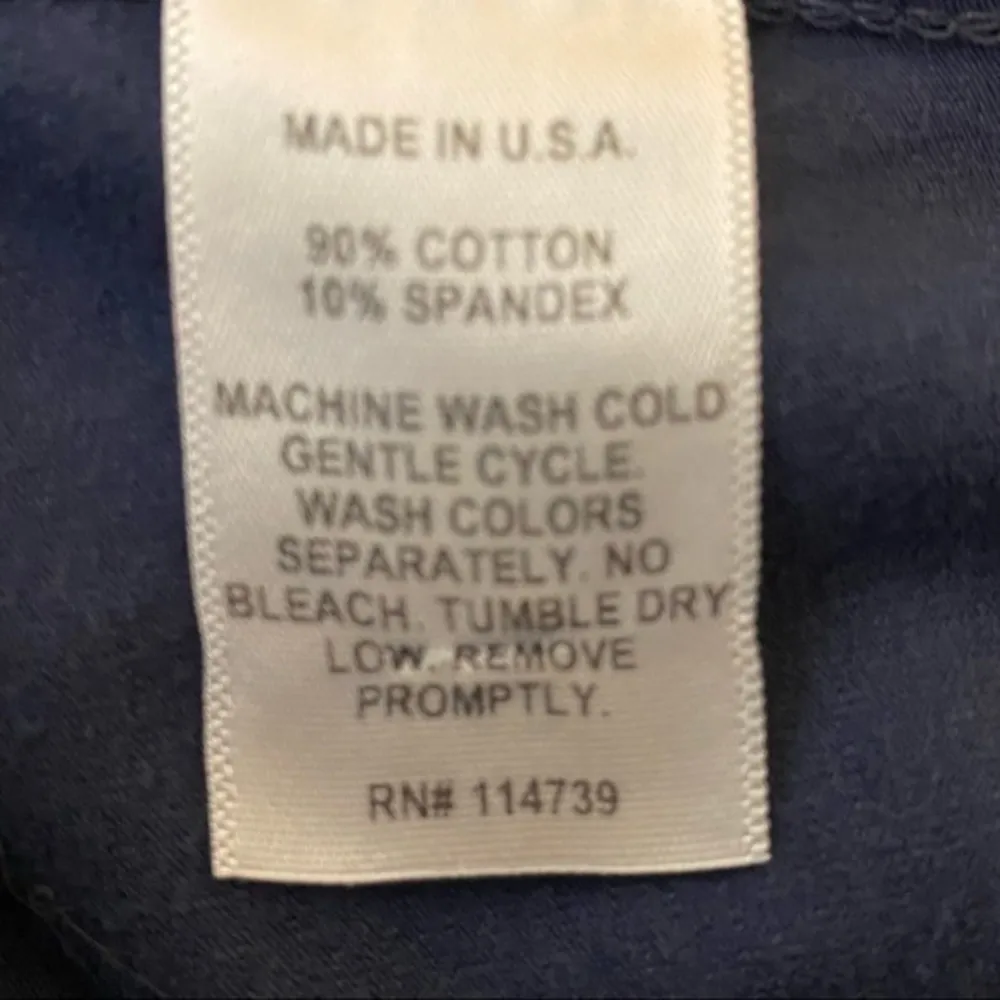 MADE IN U.S.A.
90% COTTON
10% SPANDEX
MACHINE WASH COLD
GENTLE CYCLE.
WASH COLORS
SEPARATELY. NO
BLEACH. TUMBLE DRY
LOW. REMOVE
PROMPTLY.
RN# 114739